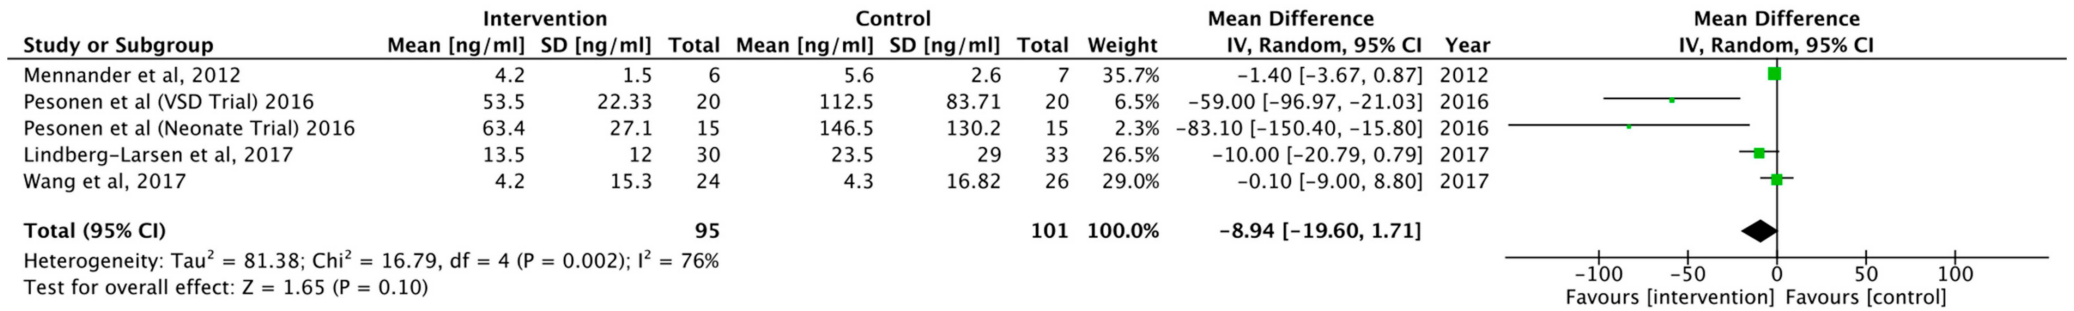 Intervention Control Mean Difference Mean Difference
Study or Subgroup Mean [ng/ml] SD [ng/ml] Total Mean [ng/ml] SD [ng/ml] Total Weight IV, Random, 95% CI Year IV, Random, 95% CI
Mennander et al, 2012 4.2 1.5 6 5.6 2.6 7 35.7% −1.40 [−3.67, 0.87] 2012
Pesonen et al (VSD Trial) 2016 53.5 22.33 20 112.5 83.71 20 6.5% −59.00 [−96.97, −21.03] 2016
Pesonen et al (Neonate Trial) 2016 63.4 27.1 15 146.5 130.2 15 2.3% −83.10 [−150.40, −15.80] 2016
Lindberg–Larsen et al, 2017 13.5 12 30 23.5 29 33 26.5% −10.00 [−20.79, 0.79] 2017
Wang et al, 2017 4.2 15.3 24 4.3 16.82 26 29.0% −0.10 [−9.00, 8.80] 2017
Total (95% CI) 95 101 100.0% −8.94 [−19.60, 1.71]
Heterogeneity: Tau² = 81.38; Chi² = 16.79, df = 4 (P = 0.002); I² = 76%
Test for overall effect: Z = 1.65 (P = 0.10)
−100 −50 0 50 100
Favours [intervention] Favours [control]